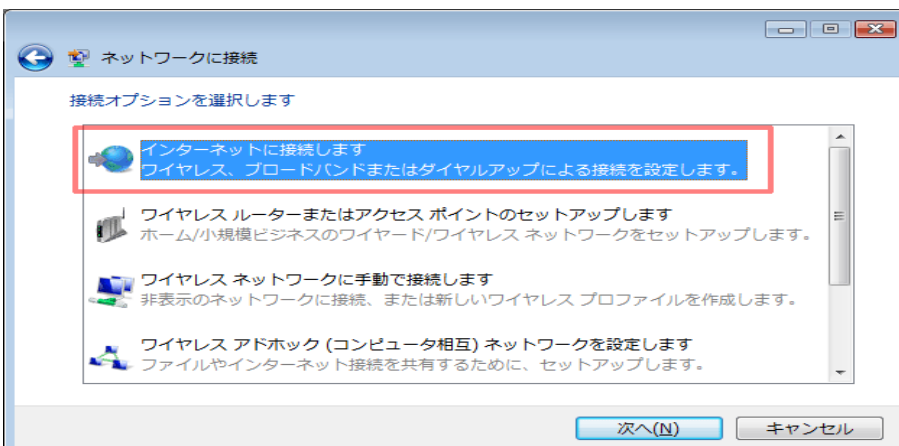 ネットワークに接続
接続オプションを選択します
インターネットに接続します
ワイヤレス、ブロードバンドまたはダイヤルアップによる接続を設定します。
ワイヤレス ルーターまたはアクセス ポイントのセットアップします
ホーム/小規模ビジネスのワイヤード/ワイヤレス ネットワークをセットアップします。
ワイヤレス ネットワークに手動で接続します
非表示のネットワークに接続、または新しいワイヤレス プロファイルを作成します。
ワイヤレス アドホック (コンピュータ相互) ネットワークを設定します
ファイルやインターネット接続を共有するために、セットアップします。
次へ(N) キャンセル